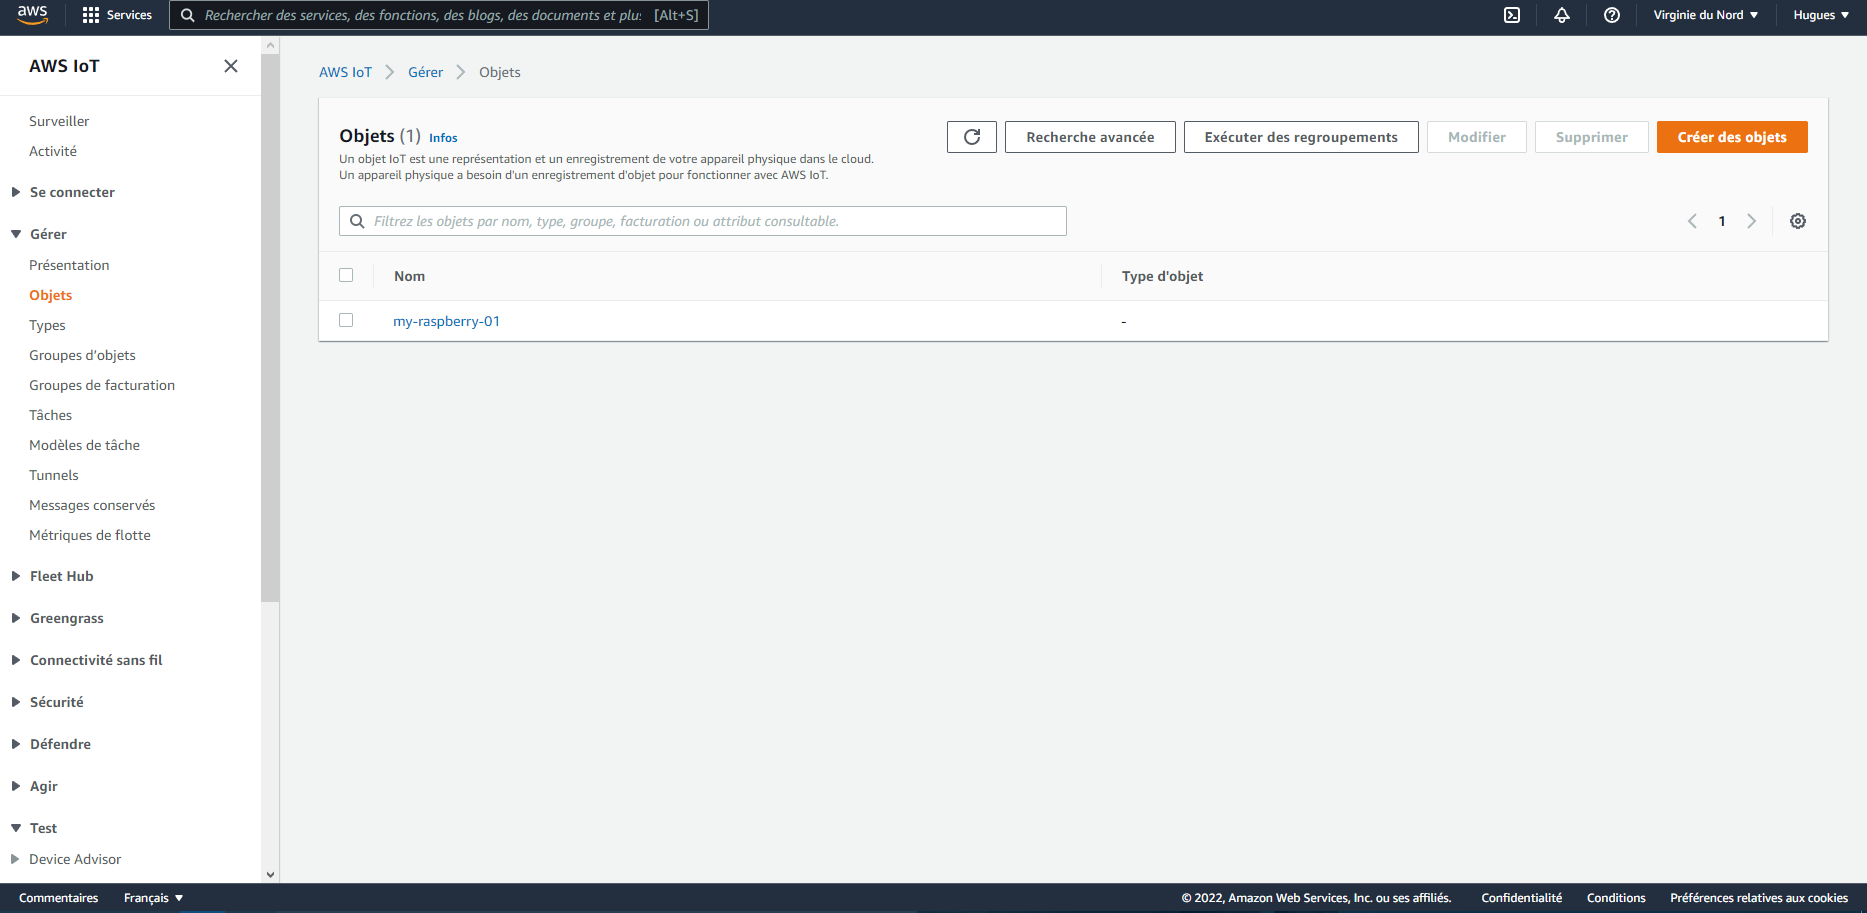 aws
Services
Rechercher des services, des fonctions, des blogs, des documents et plus
[Alt+S]
Virginie du Nord
Hugues
AWS IoT
Surveiller
Activité
Se connecter
Gérer
Présentation
Objets
Types
Groupes d'objets
Groupes de facturation
Tâches
Modèles de tâche
Tunnels
Messages conservés
Métriques de flotte
Fleet Hub
Greengrass
Connectivité sans fil
Sécurité
Défendre
Agir
Test
Device Advisor
AWS IoT
Gérer
Objets
Objets (1) Infos
Un objet IoT est une représentation et un enregistrement de votre appareil physique dans le cloud.
Un appareil physique a besoin d'un enregistrement d'objet pour fonctionner avec AWS IoT.
Recherche avancée
Exécuter des regroupements
Modifier
Supprimer
Créer des objets
Filtrez les objets par nom, type, groupe, facturation ou attribut consultable.
1
Nom
Type d'objet
my-raspberry-01
-
Commentaires
Français
© 2022, Amazon Web Services, Inc. ou ses affiliés.
Confidentialité
Conditions
Préférences relatives aux cookies